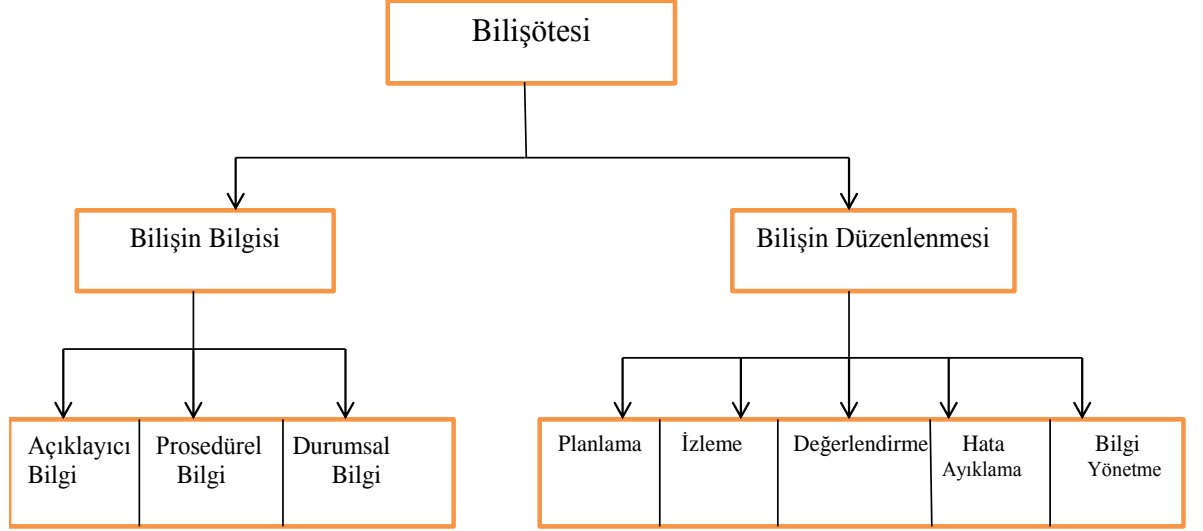 Bilişötesi
Bilişin Bilgisi
Bilişin Düzenlenmesi
Açıklayıcı
Bilgi
Prosedürel
Bilgi
Durumsal
Bilgi
Planlama
İzleme
Değerlendirme
Hata
Ayıklama
Bilgi
Yönetme